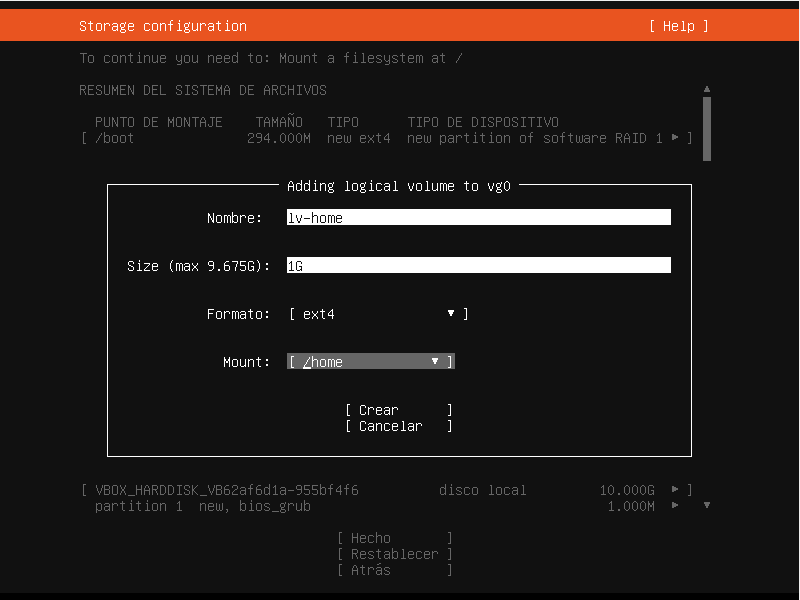 Storage configuration [ Help ]
To continue you need to: Mount a filesystem at /
RESUMEN DEL SISTEMA DE ARCHIVOS
PUNTO DE MONTAJE TAMAÑO TIPO TIPO DE DISPOSITIVO
[ /boot 294.000M new ext4 new partition of software RAID 1 ▸ ]
Adding logical volume to vg0
Nombre: lv-home
Size (max 9.675G): 1G
Formato: [ ext4 ▾ ]
Mount: [ /home ▾ ]
[ Crear ]
[ Cancelar ]
[ VBOX_HARDDISK_VB62af6d1a-955bf4f6 disco local 10.000G ▸ ]
partition 1 new, bios_grub 1.000M ▸
[ Hecho ]
[ Restablecer ]
[ Atrás ]